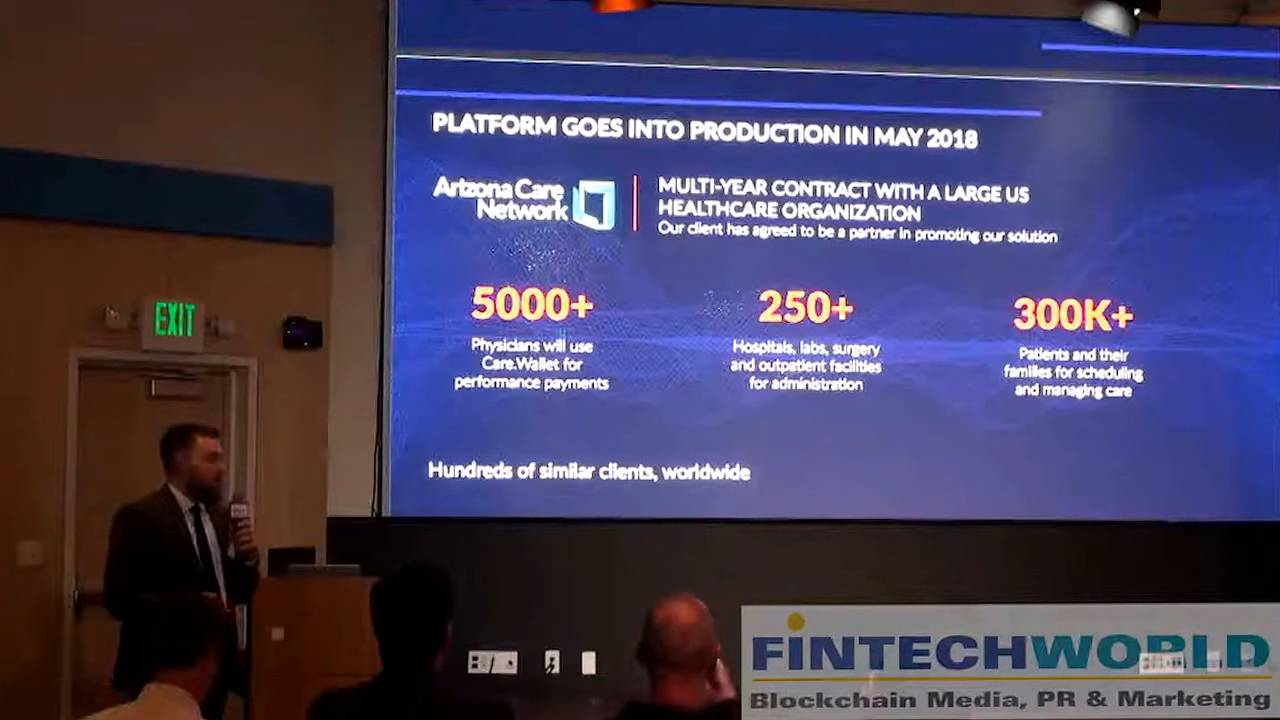 PLATFORM GOES INTO PRODUCTION IN MAY 2018
Arizona Care
Network
MULTI-YEAR CONTRACT WITH A LARGE US
HEALTHCARE ORGANIZATION
Our client has agreed to be a partner in promoting our solution
5000+
Physicians will use
Care.Wallet for
performance payments
250+
Hospitals, labs, surgery
and outpatient facilities
for administration
300K+
Patients and their
families for scheduling
and managing care
Hundreds of similar clients, worldwide
EXIT
FINTECHWORLD
Blockchain Media, PR & Marketing